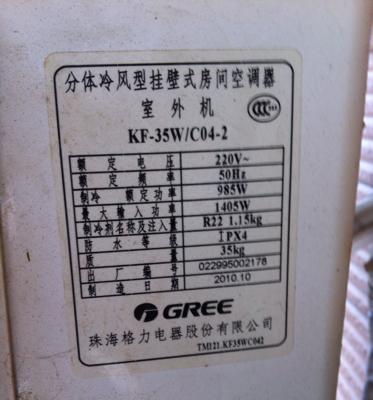 分体冷风型挂壁式房间空调器
室外机
KF-35W/C04-2
额定电压 220V~
额定频率 50Hz
制冷 额定功率 985W
最大输入功率 1405W
制冷剂名称及注入量 R22 1.15kg
防水等级 IPX4
质量 35kg
出厂编号 022995002178
制造日期 2010.10
GREE
珠海格力电器股份有限公司
TM121.KF35WC042